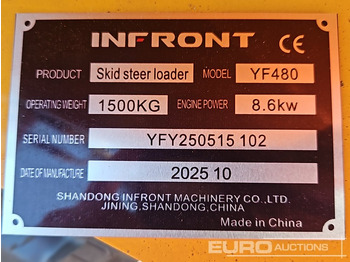 INFRONT CE
PRODUCT Skid steer loader MODEL YF480
OPERATING WEIGHT 1500KG ENGINE POWER 8.6kw
SERIAL NUMBER YFY250515 102
DATE OF MANUFACTURE 2025 10
SHANDONG INFRONT MACHINERY CO.,LTD.
JINING,SHANDONG,CHINA
Made in China
EURO AUCTIONS